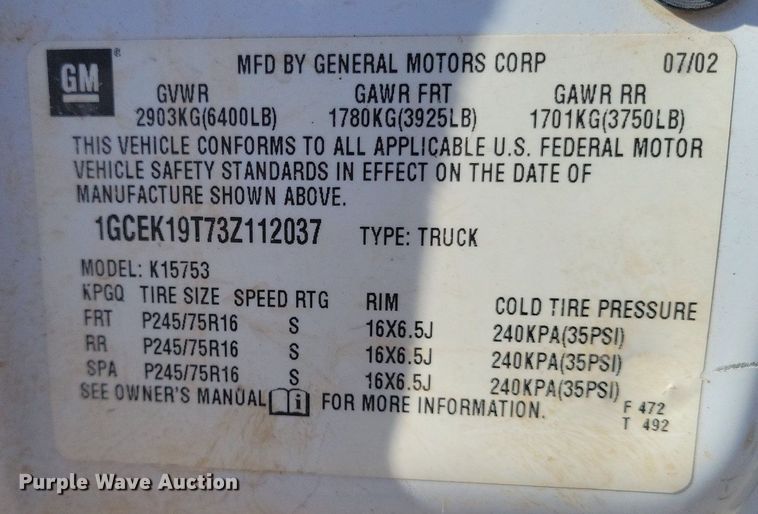 GM
®
MFD BY GENERAL MOTORS CORP 07/02
GVWR GAWR FRT GAWR RR
2903KG(6400LB) 1780KG(3925LB) 1701KG(3750LB)
THIS VEHICLE CONFORMS TO ALL APPLICABLE U.S. FEDERAL MOTOR
VEHICLE SAFETY STANDARDS IN EFFECT ON THE DATE OF
MANUFACTURE SHOWN ABOVE.
1GCEK19T73Z112037 TYPE: TRUCK
MODEL: K15753
KPGQ TIRE SIZE SPEED RTG RIM COLD TIRE PRESSURE
FRT P245/75R16 S 16X6.5J 240KPA(35PSI)
RR P245/75R16 S 16X6.5J 240KPA(35PSI)
SPA P245/75R16 S 16X6.5J 240KPA(35PSI)
SEE OWNER'S MANUAL i FOR MORE INFORMATION.
F 472
T 492
Purple Wave Auction